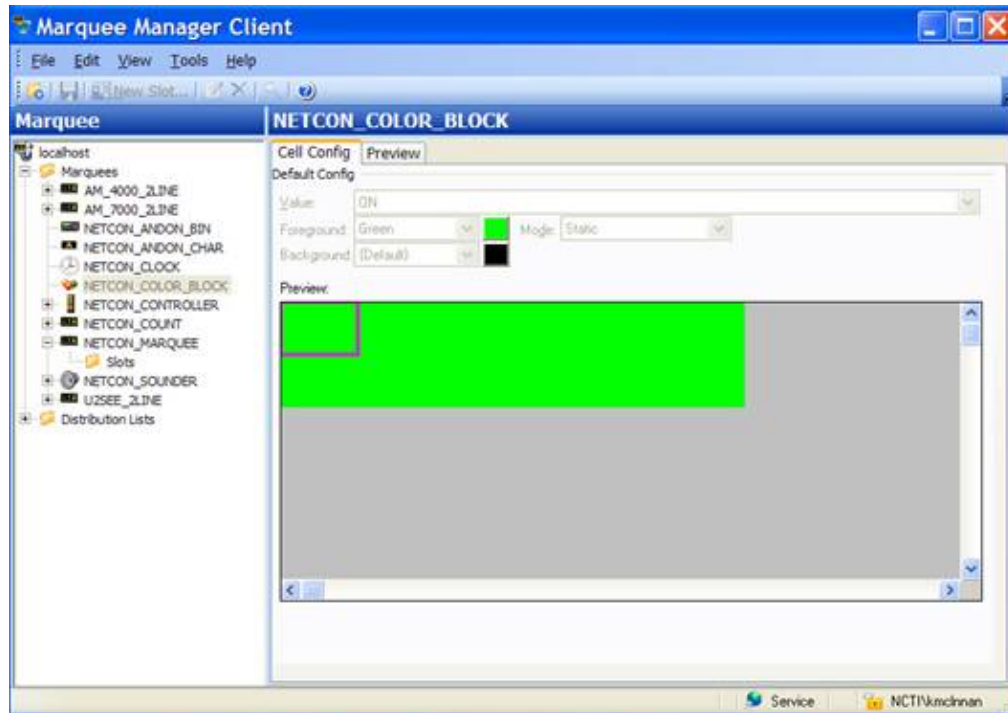 Marquee Manager Client
File Edit View Tools Help
New Slot...
Marquee
NETCON_COLOR_BLOCK
localhost
Marquees
AM_4000_2LINE
AM_7000_2LINE
NETCON_ANDON_BIN
NETCON_ANDON_CHAR
NETCON_CLOCK
NETCON_COLOR_BLOCK
NETCON_CONTROLLER
NETCON_COUNT
NETCON_MARQUEE
Slots
NETCON_SOUNDER
U2SEE_2LINE
Distribution Lists
Cell Config Preview
Default Config
Value: ON
Foreground: Green Mode: Static
Background: (Default)
Preview:
Service NCTI\kmclnnan